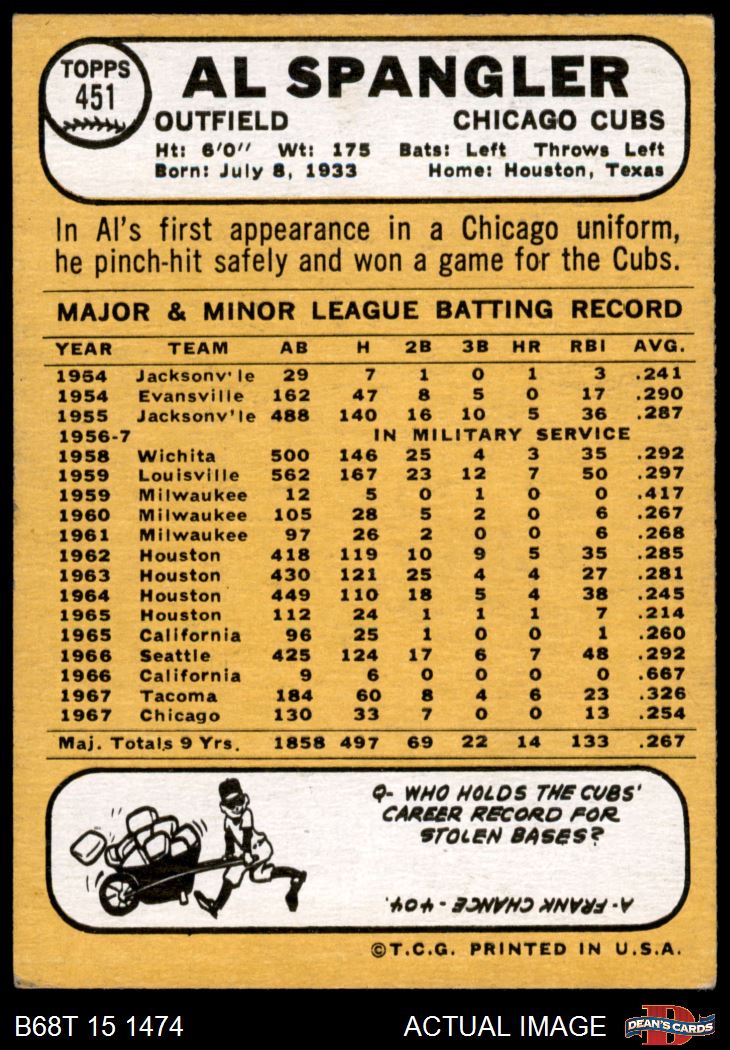 TOPPS
451
AL SPANGLER
OUTFIELD CHICAGO CUBS
Ht: 6'0" Wt: 175 Bats: Left Throws Left
Born: July 8, 1933 Home: Houston, Texas
In Al's first appearance in a Chicago uniform,
he pinch-hit safely and won a game for the Cubs.
MAJOR & MINOR LEAGUE BATTING RECORD
YEAR TEAM AB H 2B 3B HR RBI AVG.
1954 Jacksonv'le 29 7 1 0 1 3 .241
1954 Evansville 162 47 8 5 0 17 .290
1955 Jacksonv'le 488 140 16 10 5 36 .287
1956-7 IN MILITARY SERVICE
1958 Wichita 500 146 25 4 3 35 .292
1959 Louisville 562 167 23 12 7 50 .297
1959 Milwaukee 12 5 0 1 0 0 .417
1960 Milwaukee 105 28 5 2 0 6 .267
1961 Milwaukee 97 26 2 0 0 6 .268
1962 Houston 418 119 10 9 5 35 .285
1963 Houston 430 121 25 4 4 27 .281
1964 Houston 449 110 18 5 4 38 .245
1965 Houston 112 24 1 1 1 7 .214
1965 California 96 25 1 0 0 1 .260
1966 Seattle 425 124 17 6 7 48 .292
1966 California 9 6 0 0 0 0 .667
1967 Tacoma 184 60 8 4 6 23 .326
1967 Chicago 130 33 7 0 0 13 .254
Maj. Totals 9 Yrs. 1858 497 69 22 14 133 .267
Q- WHO HOLDS THE CUBS'
CAREER RECORD FOR
STOLEN BASES?
A- FRANK CHANCE - 404.
©T.C.G. PRINTED IN U.S.A.
B68T 15 1474 ACTUAL IMAGE
D
DEAN'S CARDS